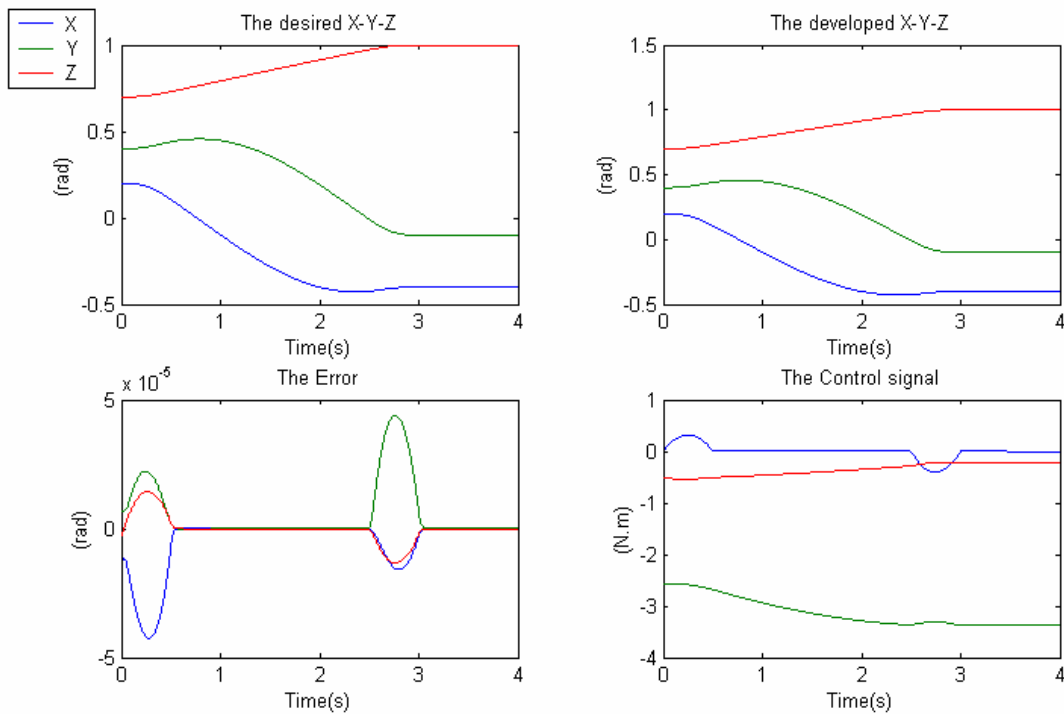 X
Y
Z
The desired X-Y-Z
1
0.5
0
-0.5
(rad)
0 1 2 3 4
Time(s)
The developed X-Y-Z
1.5
1
0.5
0
-0.5
(rad)
0 1 2 3 4
Time(s)
The Error
x 10^-5
5
0
-5
(rad)
0 1 2 3 4
Time(s)
The Control signal
1
0
-1
-2
-3
-4
(N.m)
0 1 2 3 4
Time(s)